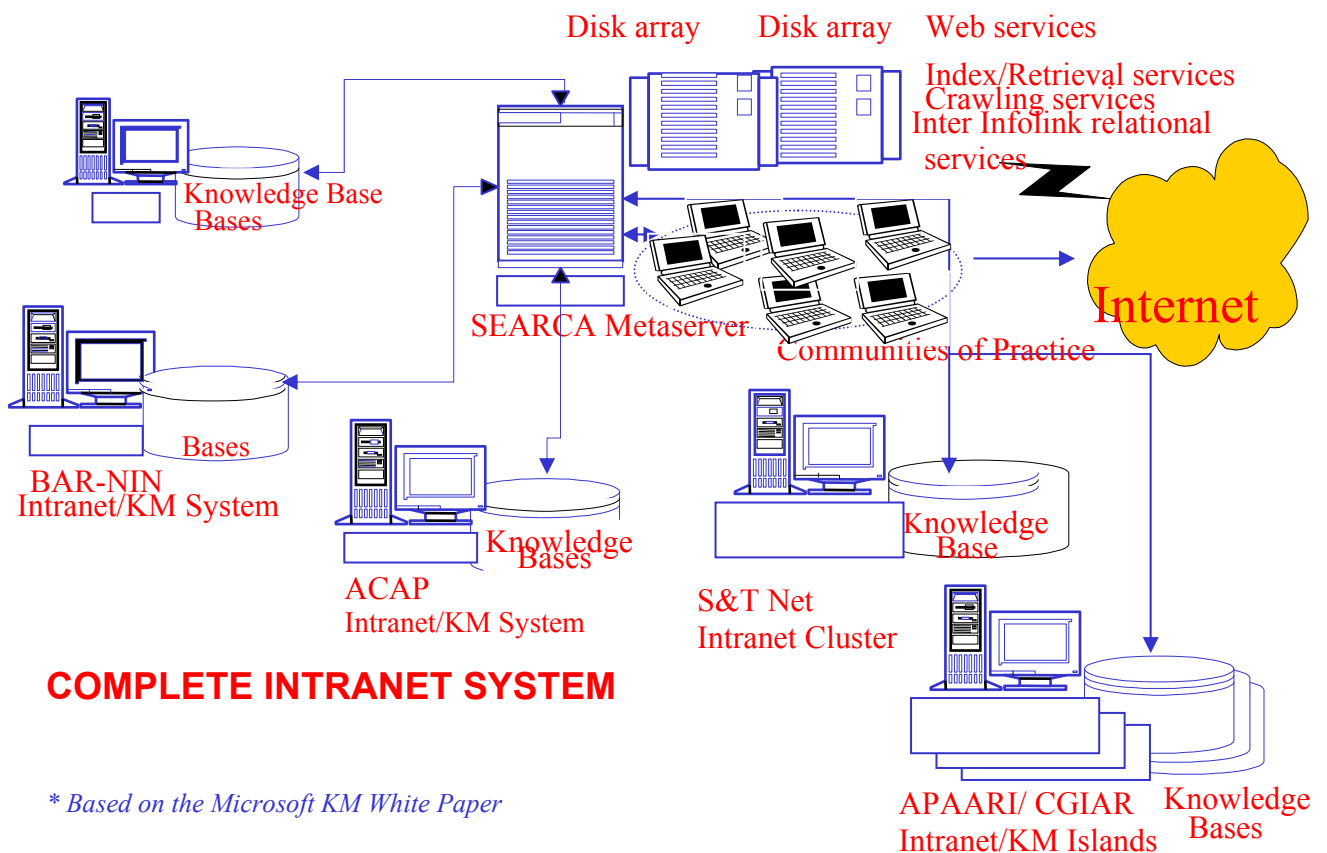 Disk array
Disk array
Web services
Index/Retrieval services
Crawling services
Inter Infolink relational
services
Knowledge Base
Bases
Internet
SEARCA Metaserver
Communities of Practice
Bases
BAR-NIN
Intranet/KM System
Knowledge
Bases
ACAP
Intranet/KM System
Knowledge
Base
S&T Net
Intranet Cluster
COMPLETE INTRANET SYSTEM
* Based on the Microsoft KM White Paper
APAARI/ CGIAR
Intranet/KM Islands
Knowledge
Bases